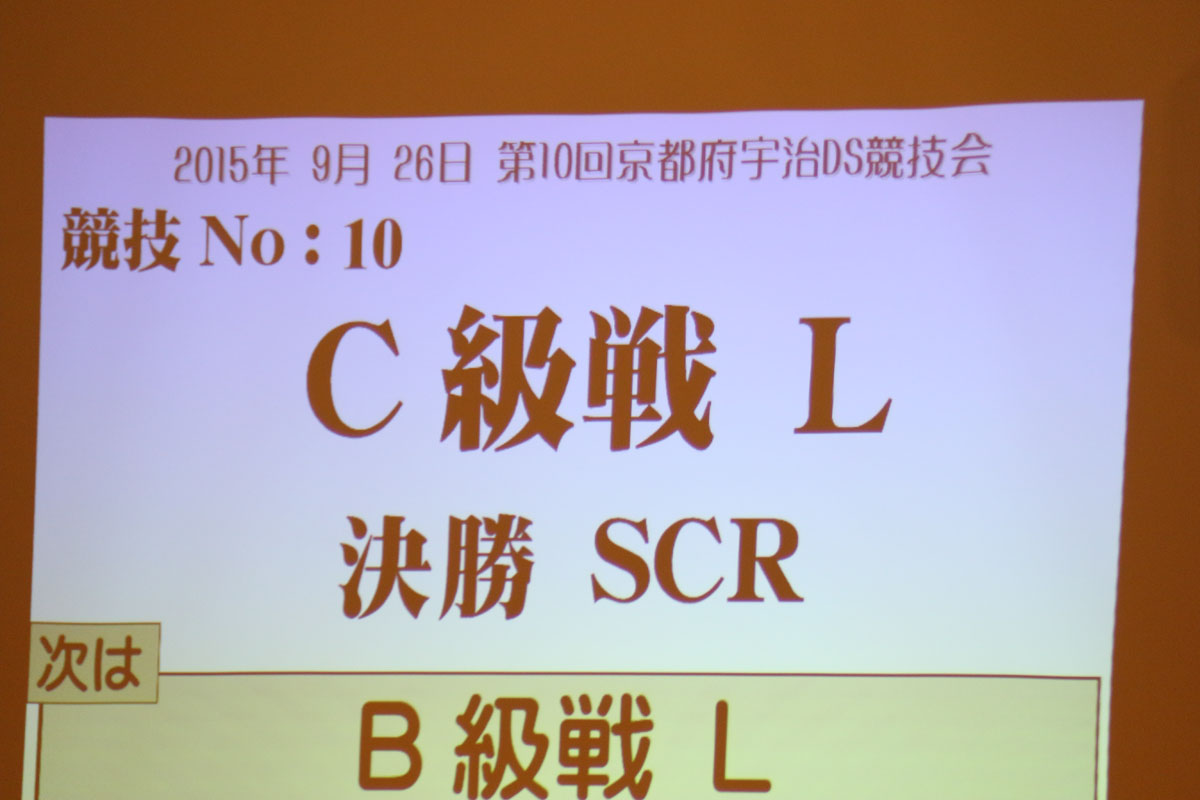 2015年 9月 26日 第10回京都府宇治DS競技会
競技 No：10
C 級戦 L
決勝 SCR
次は
B 級戦 L